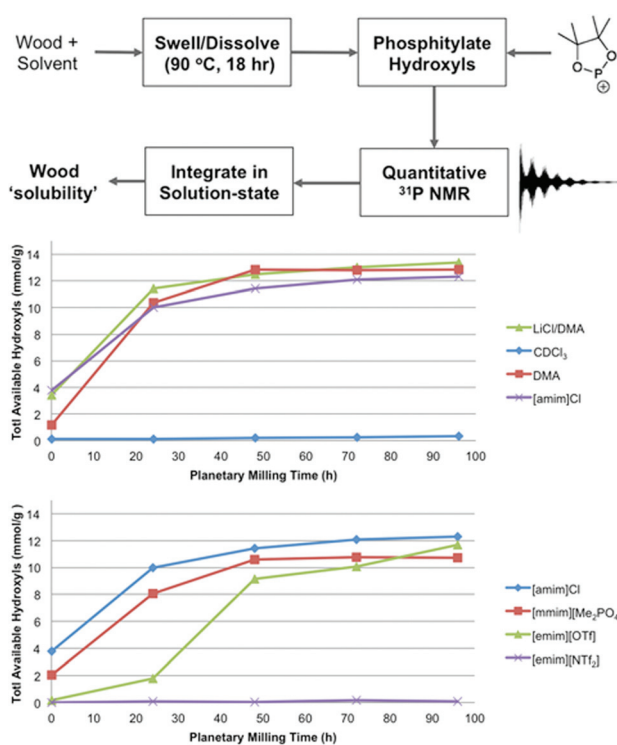 Wood +
Solvent
Swell/Dissolve
(90 °C, 18 hr)
Phosphitylate
Hydroxyls
O
P
O
⊕
Wood
‘solubility’
Integrate in
Solution-state
Quantitative
³¹P NMR
Totl Available Hydroxyls (mmol/g)
14
12
10
8
6
4
2
0
0 10 20 30 40 50 60 70 80 90 100
Planetary Milling Time (h)
LiCl/DMA
CDCl₃
DMA
[amim]Cl
Totl Available Hydroxyls (mmol/g )
14
12
10
8
6
4
2
0
0 10 20 30 40 50 60 70 80 90 100
Planetary Milling Time (h)
[amim]Cl
[mmim][Me₂PO₄
[emim][OTf]
[emim][NTf₂]